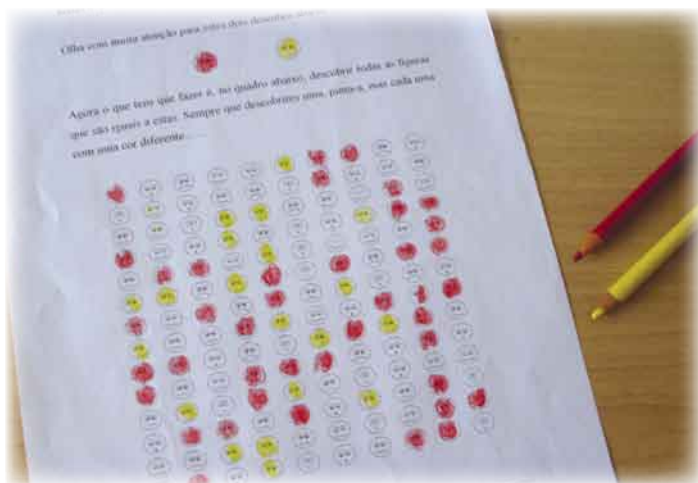 Olha com muita atenção para estes dois desenhos
Agora o que tens que fazer é, no quadro abaixo, descobrir todas as figuras
que são iguais a estas. Sempre que descobrires uma, pinta-a, mas cada uma
com uma cor diferente.....